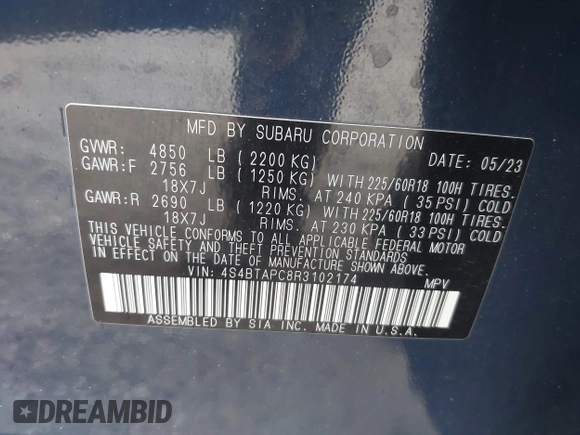 MFD BY SUBARU CORPORATION
GVWR: 4850 LB ( 2200 KG) DATE: 05/23
GAWR:F 2756 LB ( 1250 KG) WITH 225/60R18 100H TIRES.
18X7J RIMS. AT 240 KPA ( 35 PSI) COLD
GAWR:R 2690 LB ( 1220 KG) WITH 225/60R18 100H TIRES.
18X7J RIMS. AT 230 KPA ( 33 PSI) COLD
THIS VEHICLE CONFORMS TO ALL APPLICABLE FEDERAL MOTOR
VEHICLE SAFETY AND THEFT PREVENTION STANDARDS
IN EFFECT ON THE DATE OF MANUFACTURE SHOWN ABOVE.
VIN: 4S4BTAPC8R3102174 MPV
ASSEMBLED BY SIA INC. MADE IN U.S.A.
DREAMBID